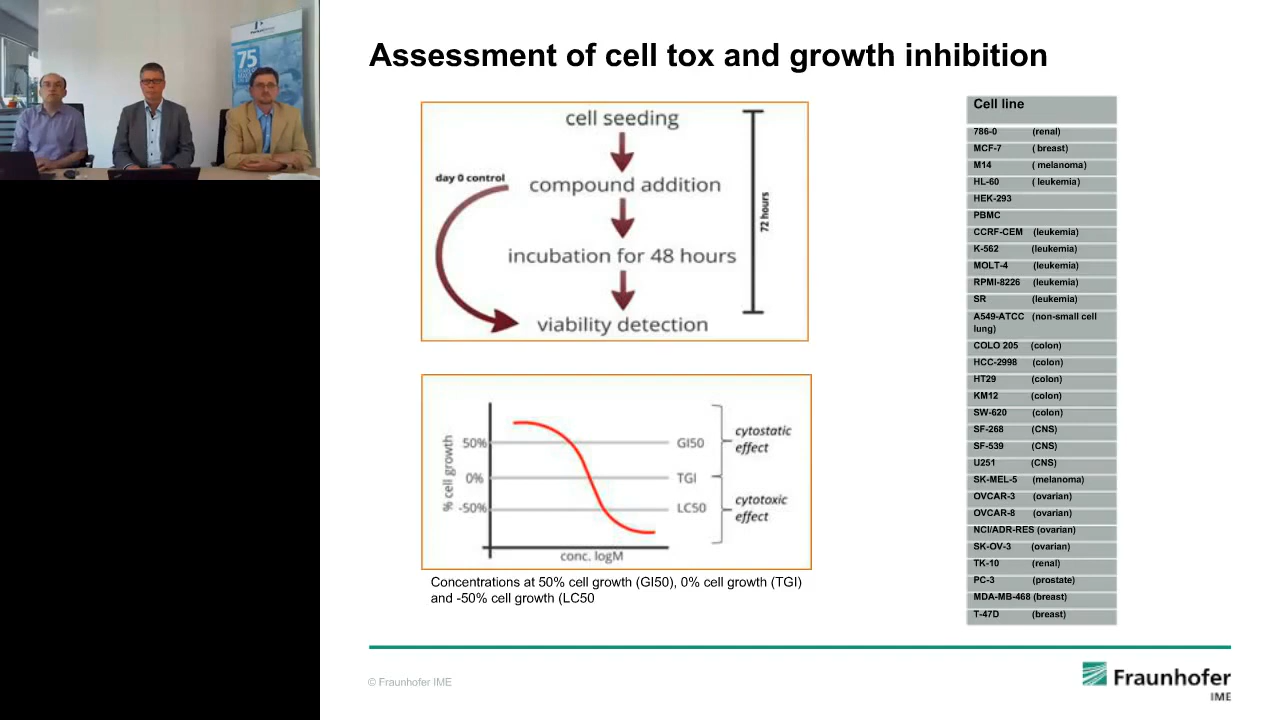 75
Assessment of cell tox and growth inhibition
cell seeding
day 0 control
compound addition
incubation for 48 hours
viability detection
72 hours
% cell growth
50%
0%
-50%
GI50
TGI
LC50
cytostatic
effect
cytotoxic
effect
conc. logM
Concentrations at 50% cell growth (GI50), 0% cell growth (TGI)
and -50% cell growth (LC50
Cell line
786-0 (renal)
MCF-7 ( breast)
M14 ( melanoma)
HL-60 ( leukemia)
HEK-293
PBMC
CCRF-CEM (leukemia)
K-562 (leukemia)
MOLT-4 (leukemia)
RPMI-8226 (leukemia)
SR (leukemia)
A549-ATCC (non-small cell
lung)
COLO 205 (colon)
HCC-2998 (colon)
HT29 (colon)
KM12 (colon)
SW-620 (colon)
SF-268 (CNS)
SF-539 (CNS)
U251 (CNS)
SK-MEL-5 (melanoma)
OVCAR-3 (ovarian)
OVCAR-8 (ovarian)
NCI/ADR-RES (ovarian)
SK-OV-3 (ovarian)
TK-10 (renal)
PC-3 (prostate)
MDA-MB-468 (breast)
T-47D (breast)
© Fraunhofer IME
Fraunhofer
IME